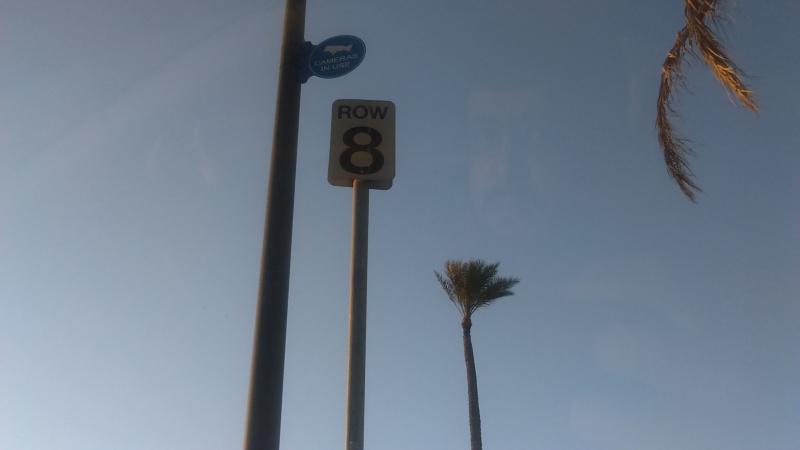 CAMERAS
IN USE
ROW
8